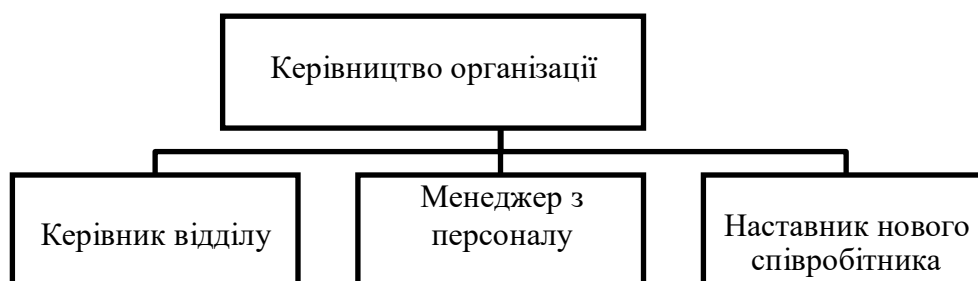 Керівництво організації
Керівник відділу
Менеджер з
персоналу
Наставник нового
співробітника